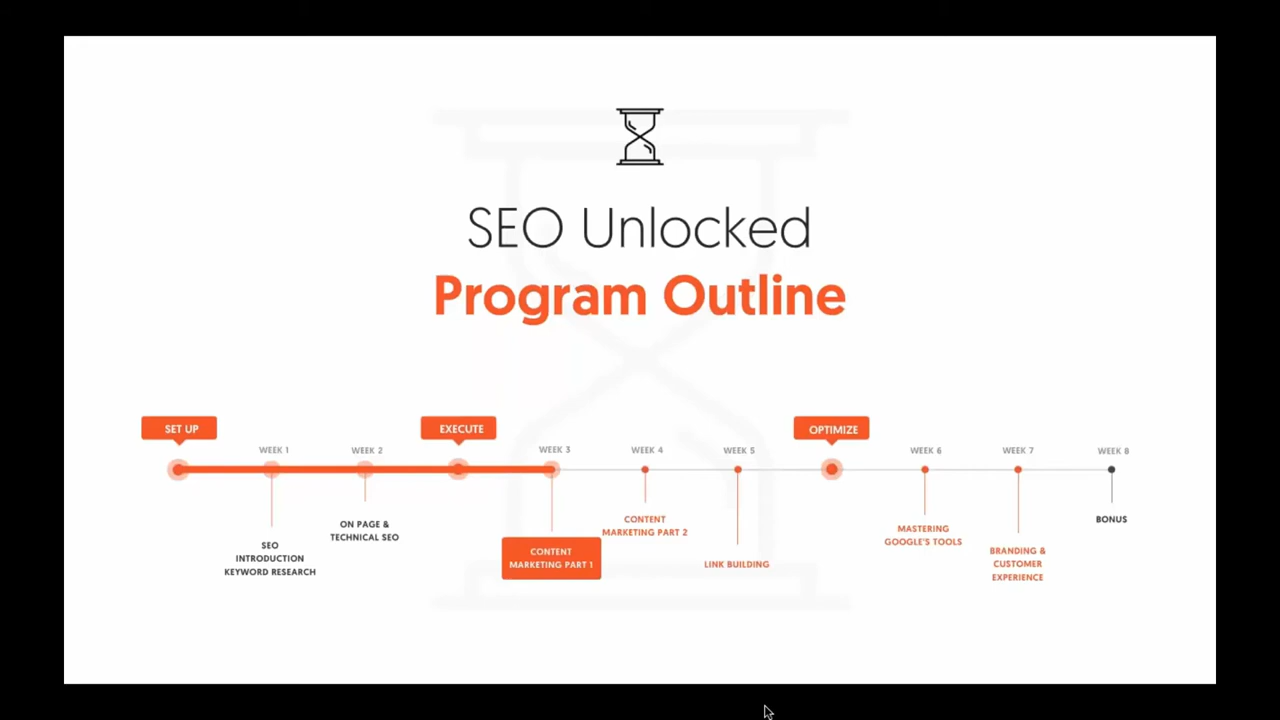 SEO Unlocked
Program Outline
SET UP
EXECUTE
OPTIMIZE
WEEK 1
WEEK 2
WEEK 3
WEEK 4
WEEK 5
WEEK 6
WEEK 7
WEEK 8
SEO
INTRODUCTION
KEYWORD RESEARCH
ON PAGE &
TECHNICAL SEO
CONTENT
MARKETING PART 1
CONTENT
MARKETING PART 2
LINK BUILDING
MASTERING
GOOGLE'S TOOLS
BRANDING &
CUSTOMER
EXPERIENCE
BONUS